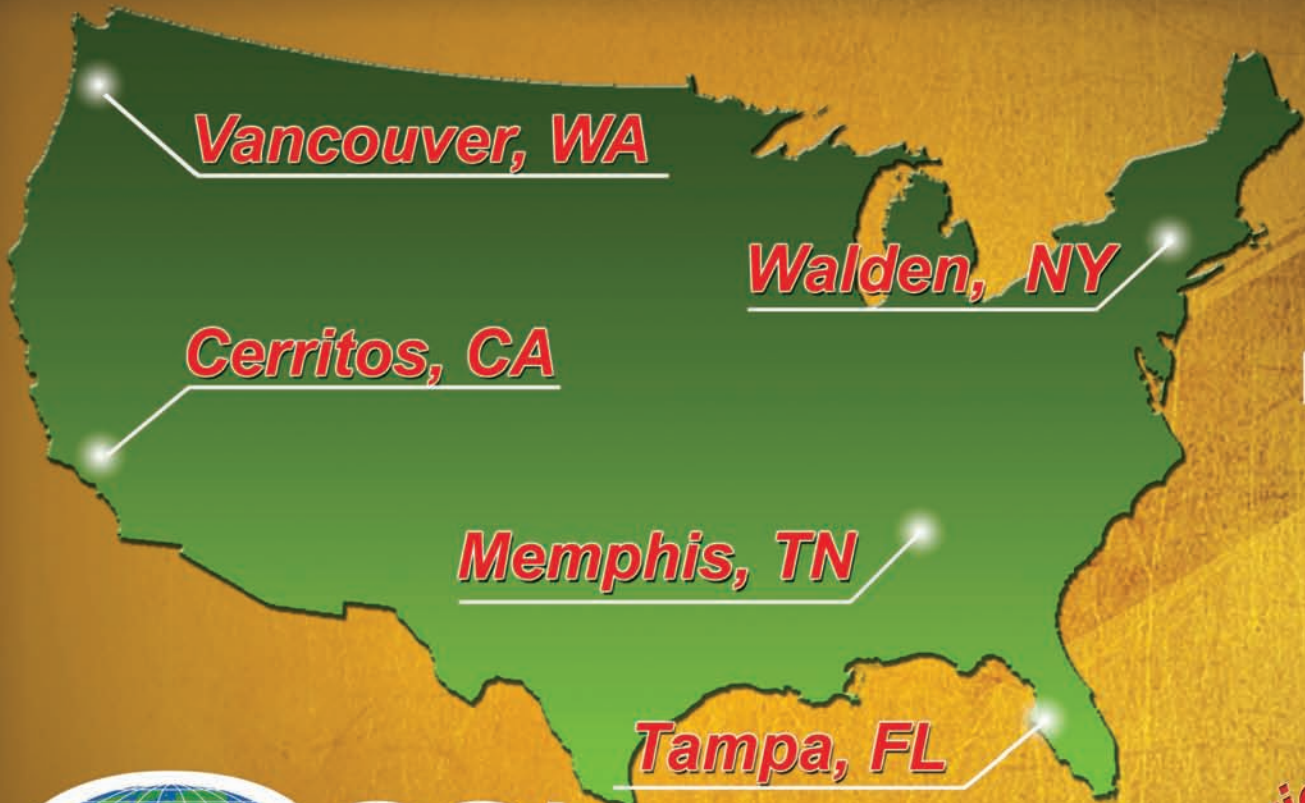 Vancouver, WA
Walden, NY
Cerritos, CA
Memphis, TN
Tampa, FL